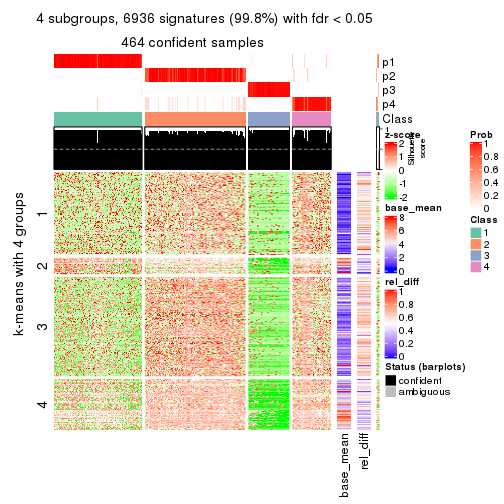 4 subgroups, 6936 signatures (99.8%) with fdr < 0.05
464 confident samples
p1
p2
p3
p4
Class
1
Silhouette
score
k-means with 4 groups
1
2
3
4
base_mean
rel_diff
z-score
2
1
0
-1
-2
base_mean
8
6
4
2
0
rel_diff
1
0.8
0.6
0.4
0.2
0
Status (barplots)
confident
ambiguous
Prob
1
0.8
0.6
0.4
0.2
0
Class
1
2
3
4